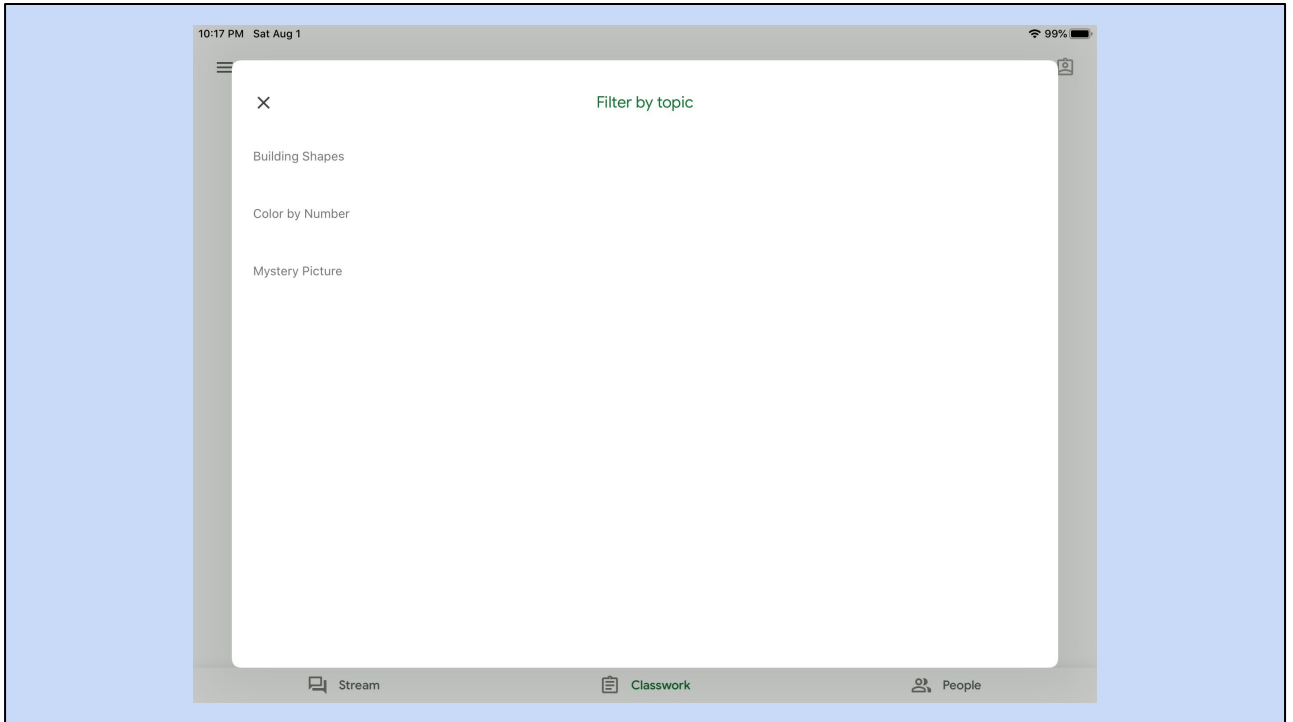 10:17 PM Sat Aug 1 99%
Filter by topic
Building Shapes
Color by Number
Mystery Picture
Stream Classwork People